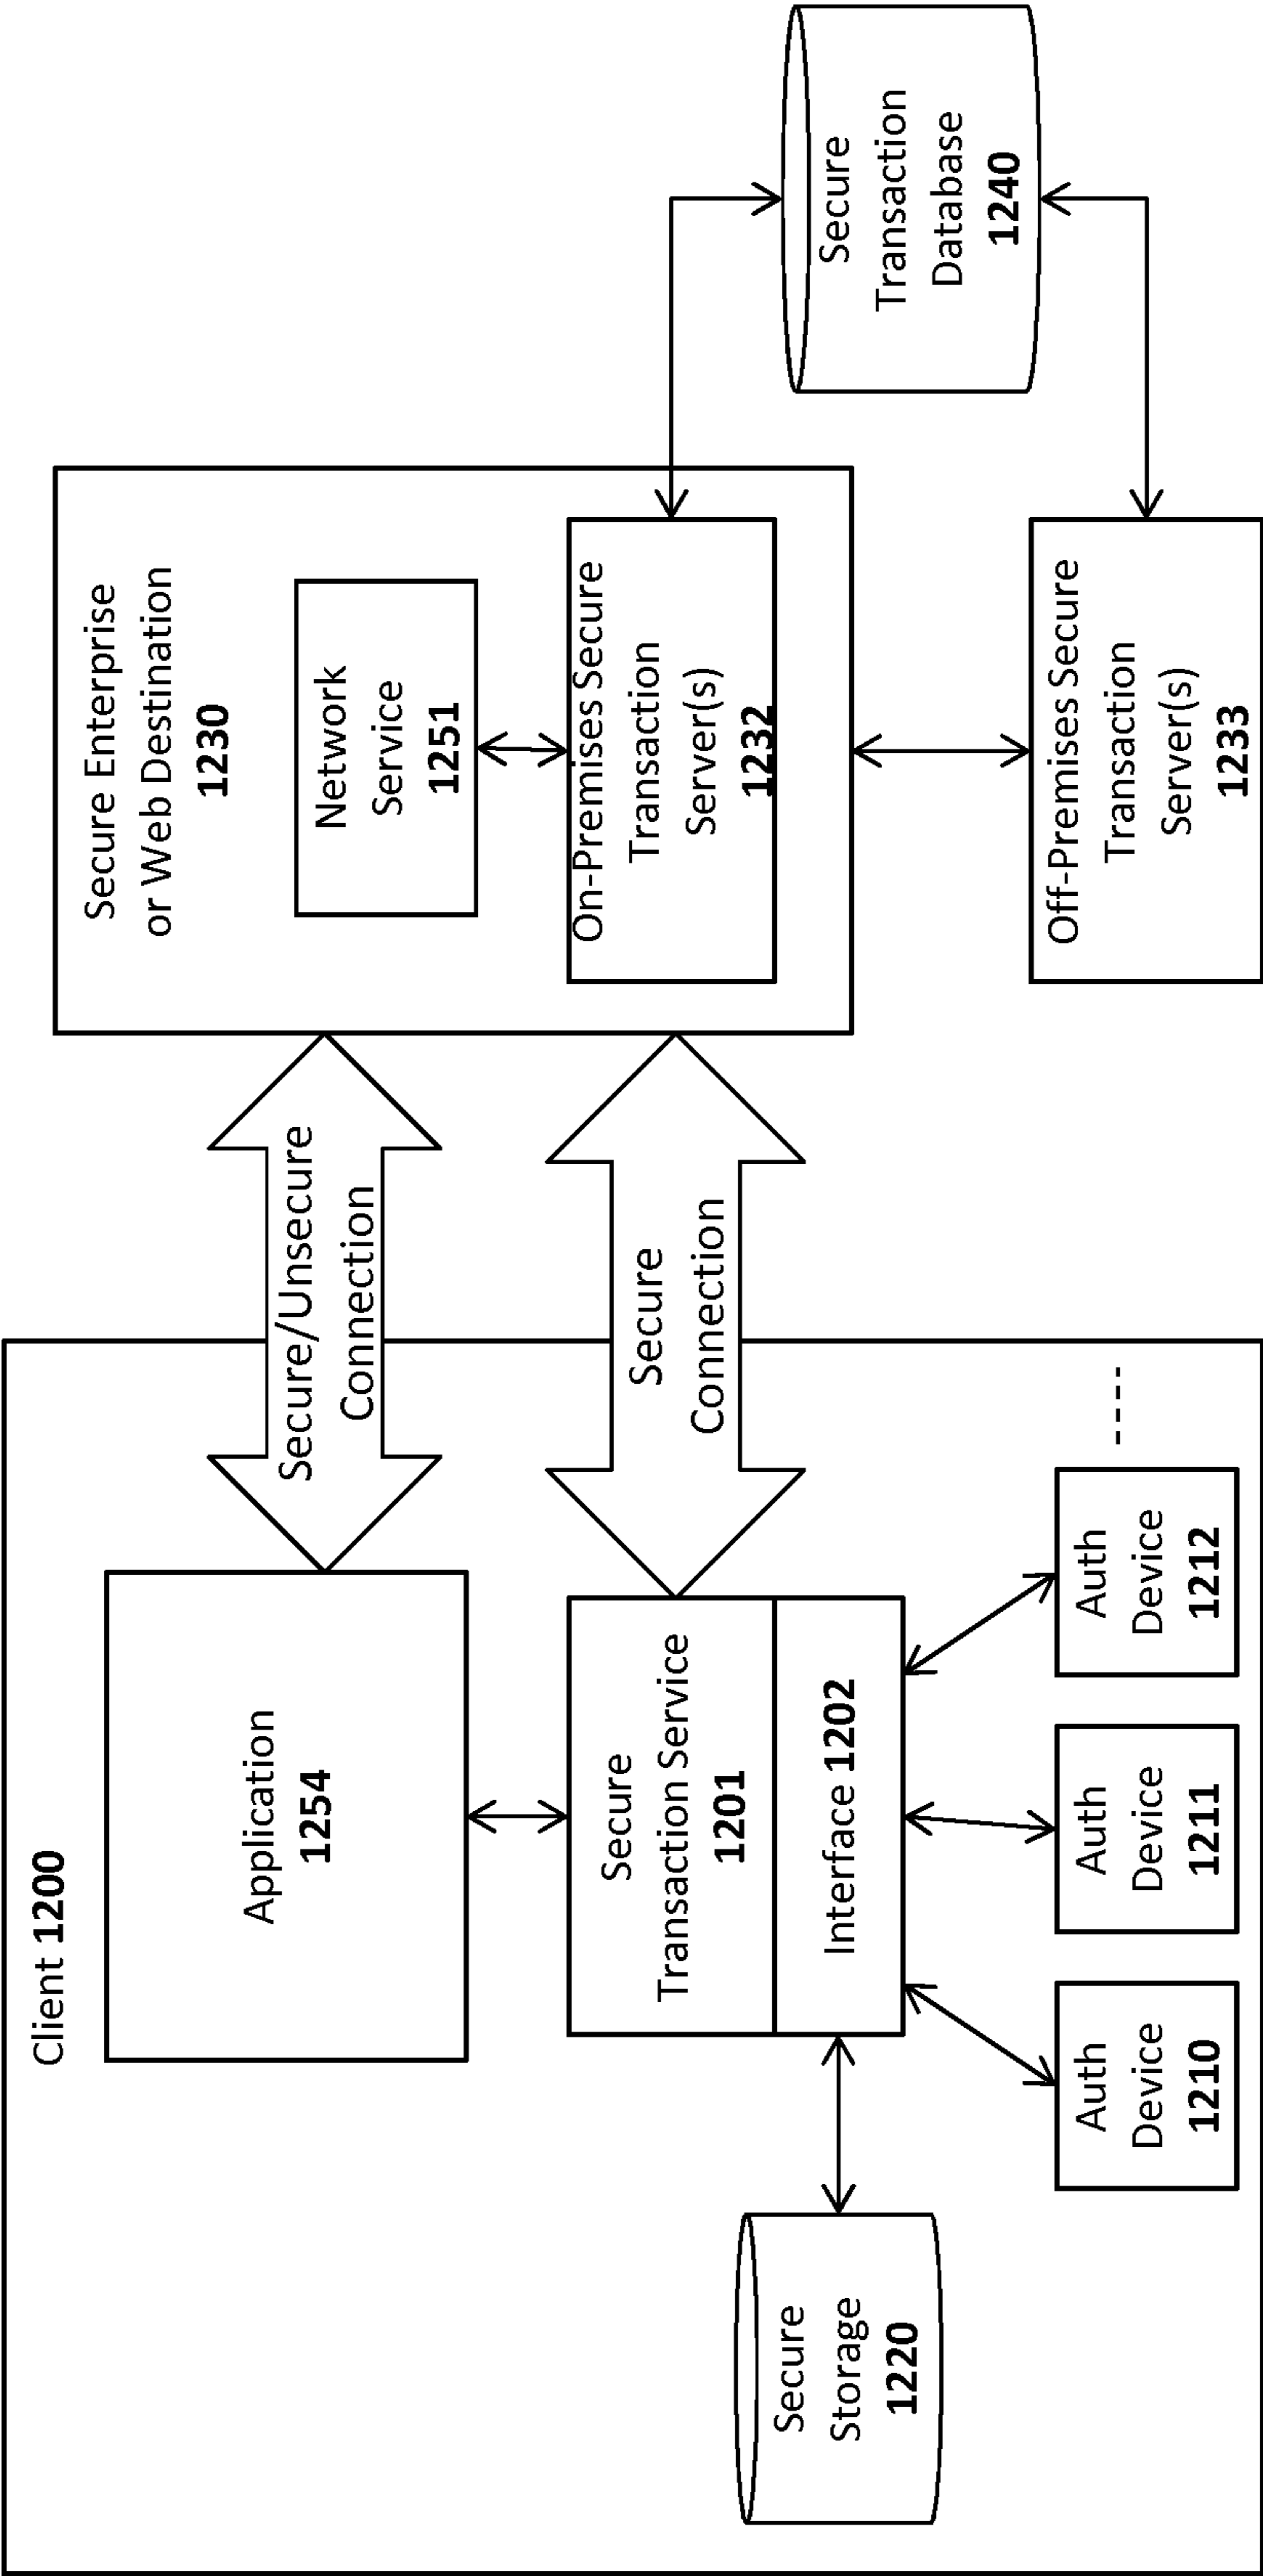 Client 1200
Application
1254
Secure
Transaction Service
1201
Interface 1202
Secure
Storage
1220
Auth
Device
1210
Auth
Device
1211
Auth
Device
1212
Secure/Unsecure
Connection
Secure
Connection
Secure Enterprise
or Web Destination
1230
Network
Service
1251
On-Premises Secure
Transaction
Server(s)
1232
Off-Premises Secure
Transaction
Server(s)
1233
Secure
Transaction
Database
1240